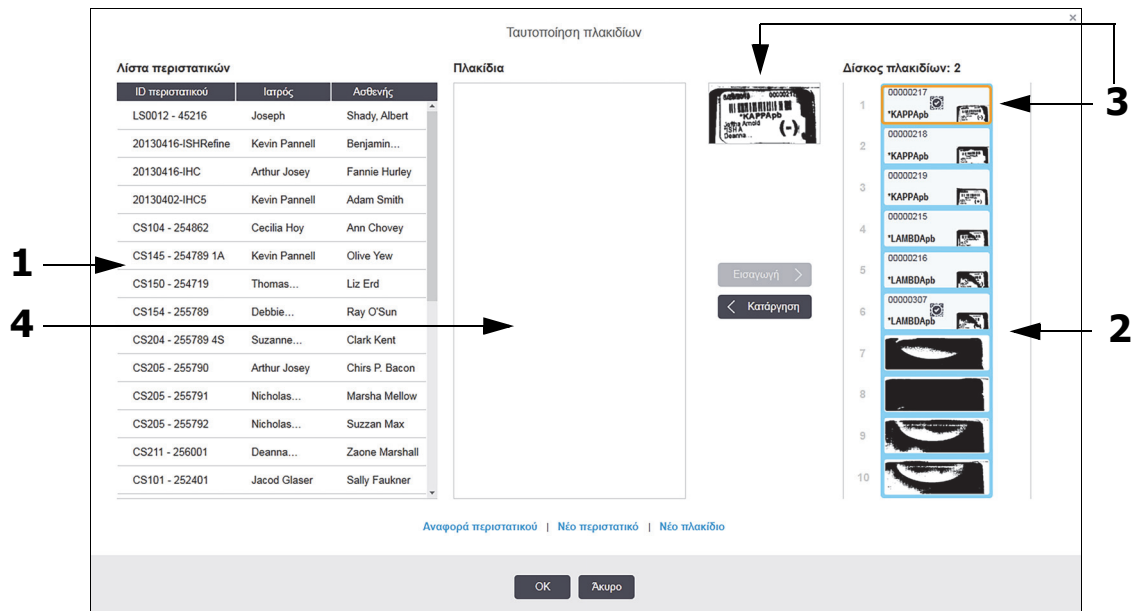 ×
Ταυτοποίηση πλακιδίων
Λίστα περιστατικών
Πλακίδια
Δίσκος πλακιδίων: 2
ID περιστατικού Ιατρός Ασθενής
LS0012 - 45216 Joseph Shady, Albert
20130416-ISHRefine Kevin Pannell Benjamin...
20130416-IHC Arthur Josey Fannie Hurley
20130402-IHC5 Kevin Pannell Adam Smith
CS104 - 254862 Cecilia Hoy Ann Chovey
CS145 - 254789 1A Kevin Pannell Olive Yew
CS150 - 254719 Thomas... Liz Erd
CS154 - 255789 Debbie... Ray O'Sun
CS204 - 255789 4S Suzanne... Clark Kent
CS205 - 255790 Arthur Josey Chirs P. Bacon
CS205 - 255791 Nicholas... Marsha Mellow
CS205 - 255792 Nicholas... Suzzan Max
CS211 - 256001 Deanna... Zaone Marshall
CS101 - 252401 Jacod Glaser Sally Faukner
*KAPPApb
Jeffha Arnold
*ISH A
Deanna...
(-)
Εισαγωγή >
< Κατάργηση
1
00000217
*KAPPApb
2
00000218
*KAPPApb
3
00000219
*KAPPApb
4
00000215
*LAMBDApb
5
00000216
*LAMBDApb
6
00000307
*LAMBDApb
7
8
9
10
1
4
3
2
Αναφορά περιστατικού | Νέο περιστατικό | Νέο πλακίδιο
OK
Άκυρο